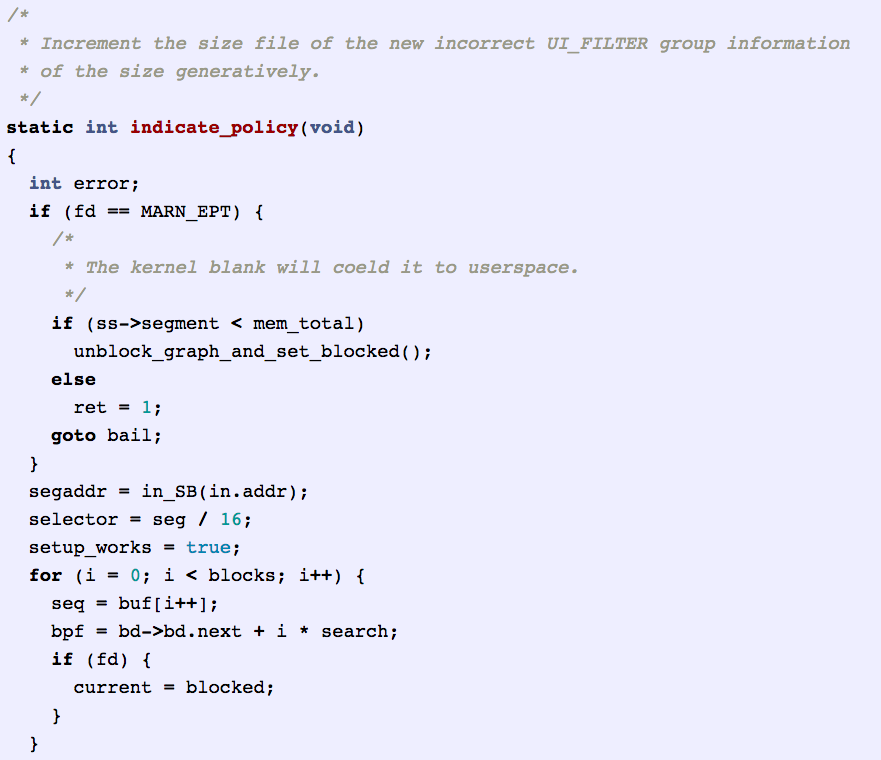 /*
 * Increment the size file of the new incorrect UI_FILTER group information
 * of the size generatively.
 */
static int indicate_policy(void)
{
  int error;
  if (fd == MARN_EPT) {
    /*
     * The kernel blank will coeld it to userspace.
     */
    if (ss->segment < mem_total)
      unblock_graph_and_set_blocked();
    else
      ret = 1;
    goto bail;
  }
  segaddr = in_SB(in.addr);
  selector = seg / 16;
  setup_works = true;
  for (i = 0; i < blocks; i++) {
    seq = buf[i++];
    bpf = bd->bd.next + i * search;
    if (fd) {
      current = blocked;
    }
  }